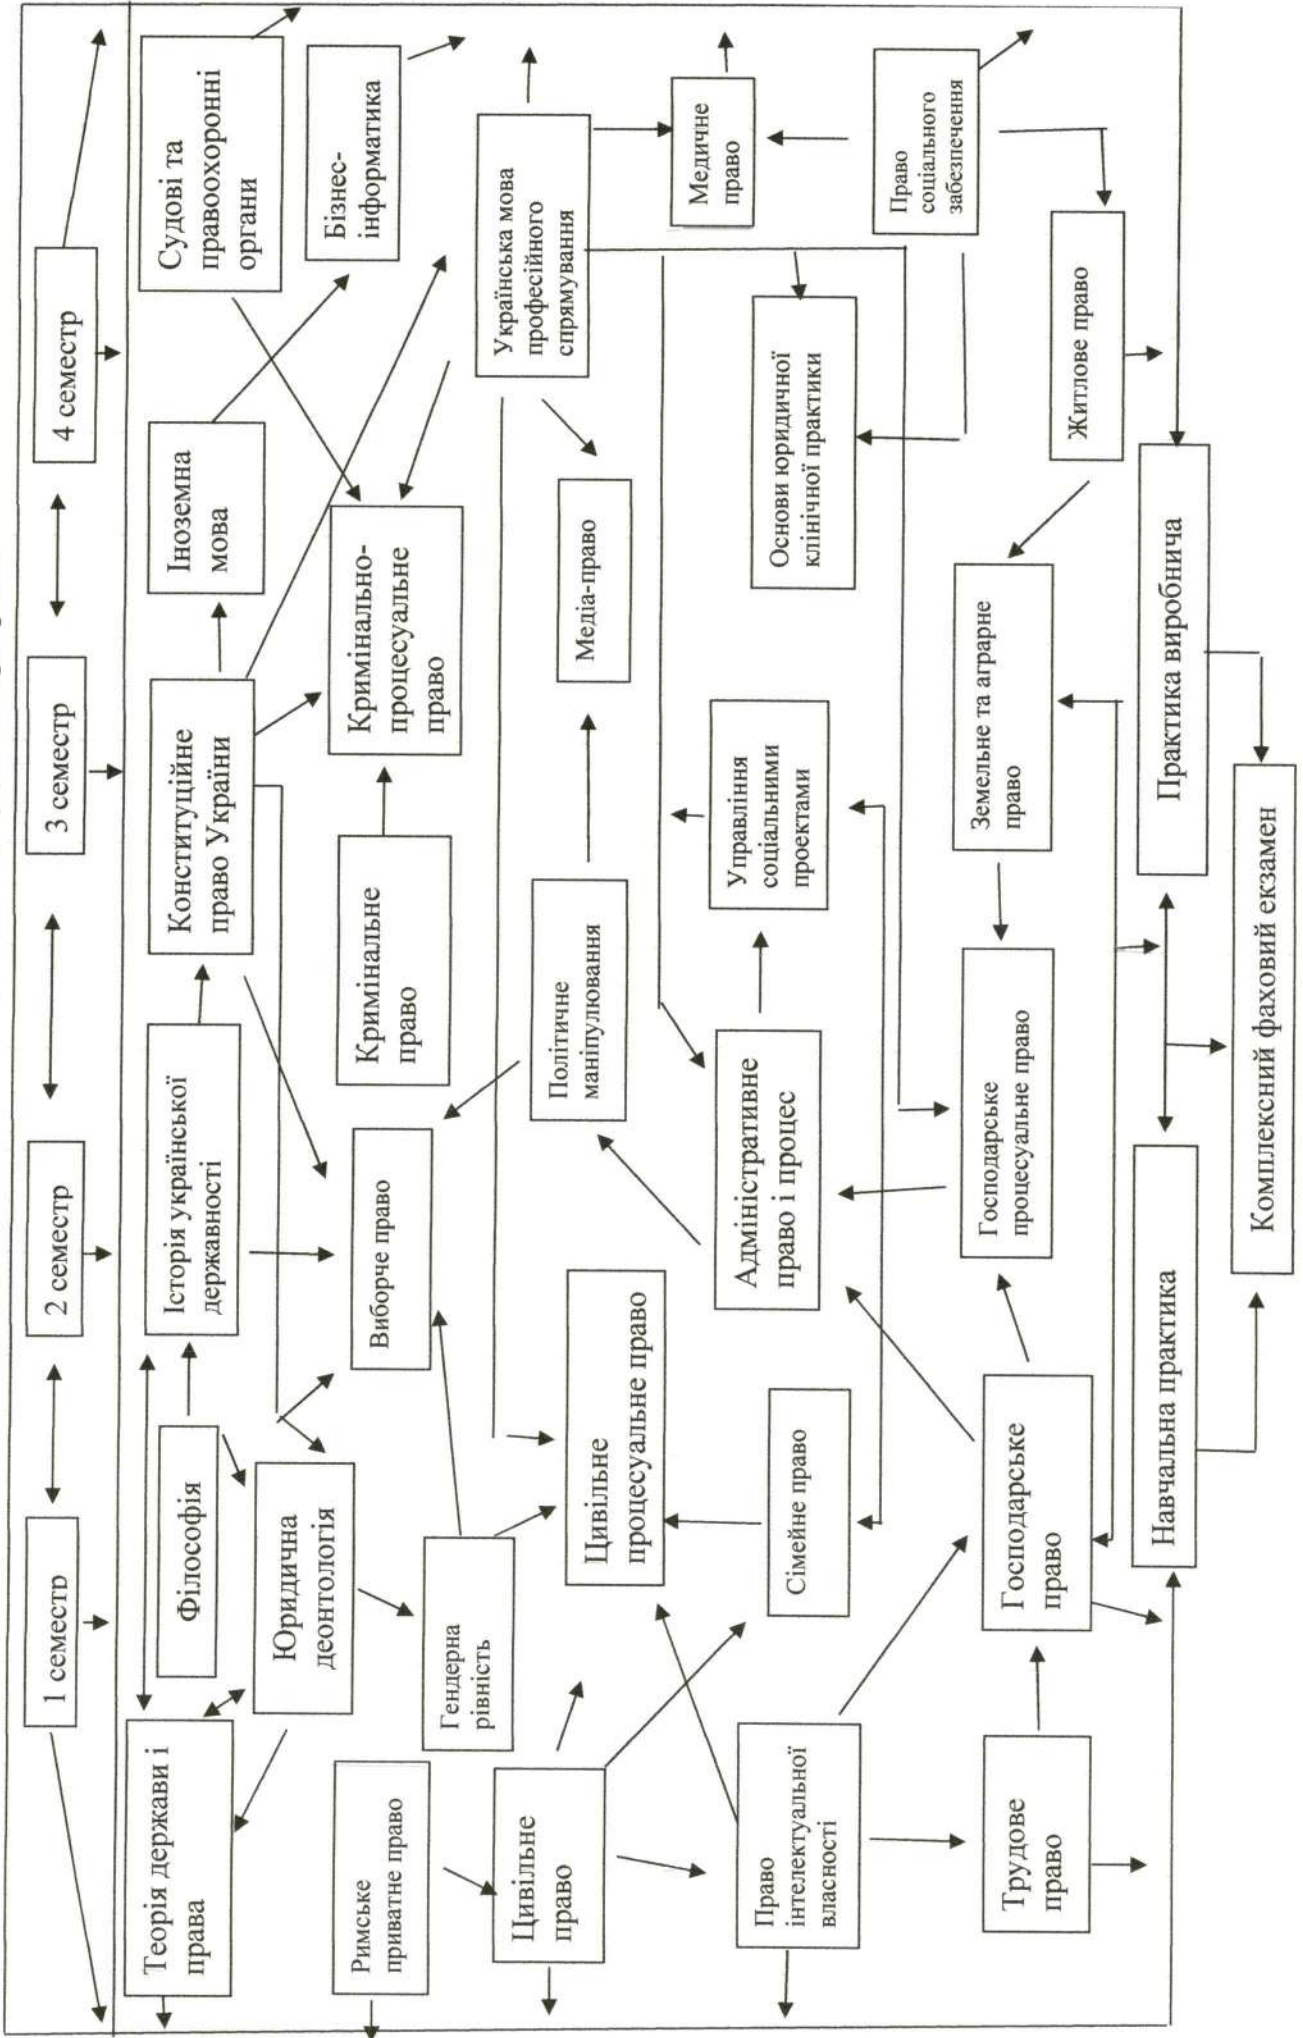 1 семестр
2 семестр
3 семестр
4 семестр
Теорія держави і
права
Філософія
Історія української
державності
Конституційне
право України
Іноземна
мова
Судові та
правоохоронні
органи
Юридична
деонтологія
Римське
приватне право
Виборче право
Кримінальне
право
Кримінально-
процесуальне
право
Бізнес-
інформатика
Гендерна
рівність
Цивільне
право
Цивільне
процесуальне право
Політичне
маніпулювання
Медіа-право
Українська мова
професійного
спрямування
Право
інтелектуальної
власності
Сімейне право
Адміністративне
право і процес
Управління
соціальними
проектами
Основи юридичної
клінічної практики
Медичне
право
Трудове
право
Господарське
право
Господарське
процесуальне право
Земельне та аграрне
право
Житлове право
Право
соціального
забезпечення
Навчальна практика
Практика виробнича
Комплексний фаховий екзамен